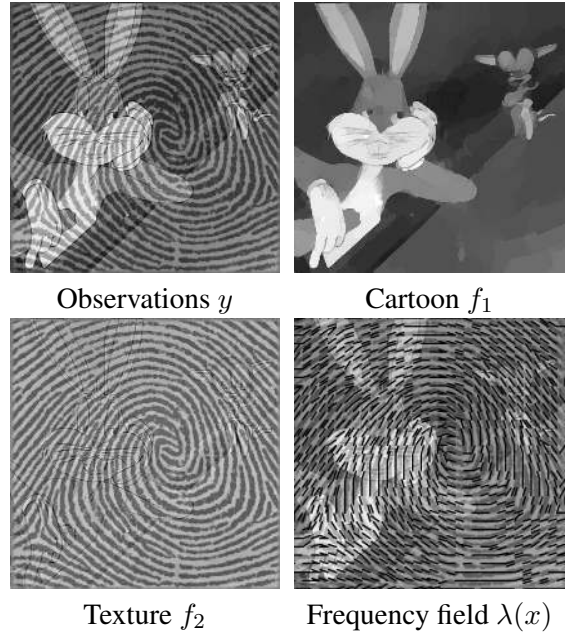 Observations y
Cartoon f₁
Texture f₂
Frequency field λ(x)